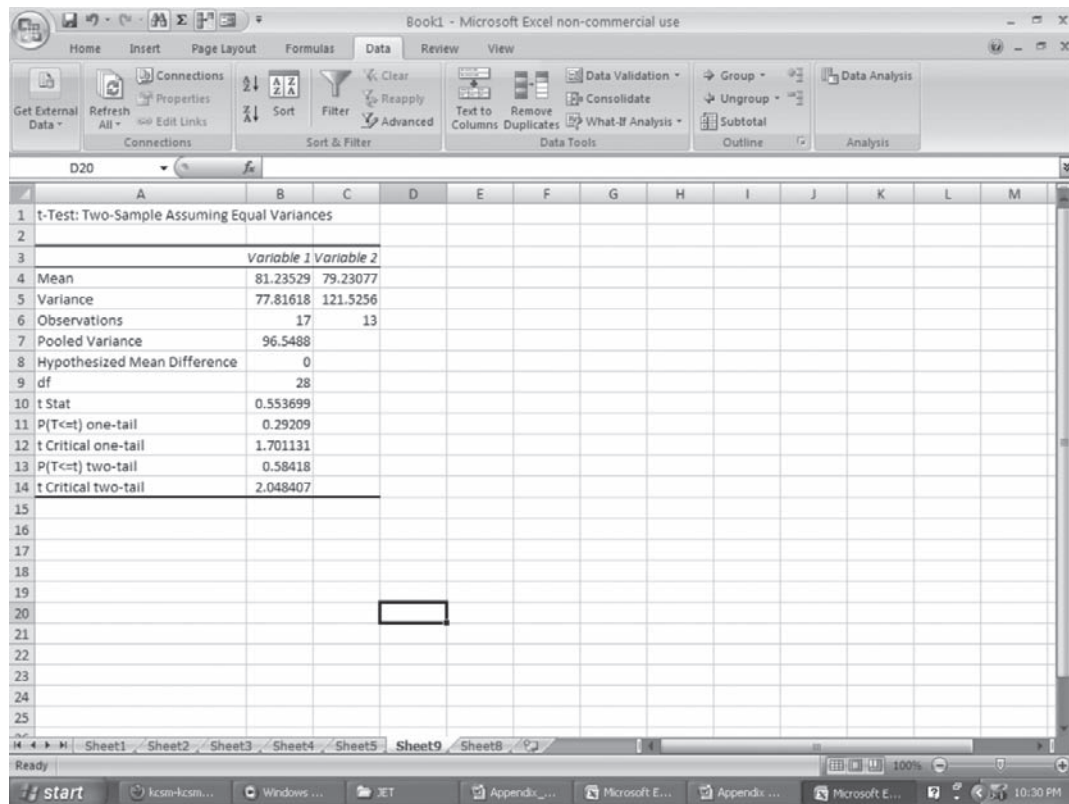 Book1 - Microsoft Excel non-commercial use
Home Insert Page Layout Formulas Data Review View
Get External Data
Refresh All
Connections
Properties
Edit Links
Connections
Sort
Filter
Clear
Reapply
Advanced
Sort & Filter
Text to Columns
Remove Duplicates
Data Validation
Consolidate
What-If Analysis
Data Tools
Group
Ungroup
Subtotal
Outline
Data Analysis
Analysis
D20 fx
A B C D E F G H I J K L M
1 t-Test: Two-Sample Assuming Equal Variances
2
3 Variable 1 Variable 2
4 Mean 81.23529 79.23077
5 Variance 77.81618 121.5256
6 Observations 17 13
7 Pooled Variance 96.5488
8 Hypothesized Mean Difference 0
9 df 28
10 t Stat 0.553699
11 P(T<=t) one-tail 0.29209
12 t Critical one-tail 1.701131
13 P(T<=t) two-tail 0.58418
14 t Critical two-tail 2.048407
15
16
17
18
19
20
21
22
23
24
25
Sheet1 Sheet2 Sheet3 Sheet4 Sheet5 Sheet9 Sheet8
Ready 100%
start kcsm-kcsm... Windows ... JET Appendix_... Microsoft E... Appendix ... Microsoft E... 10:30 PM